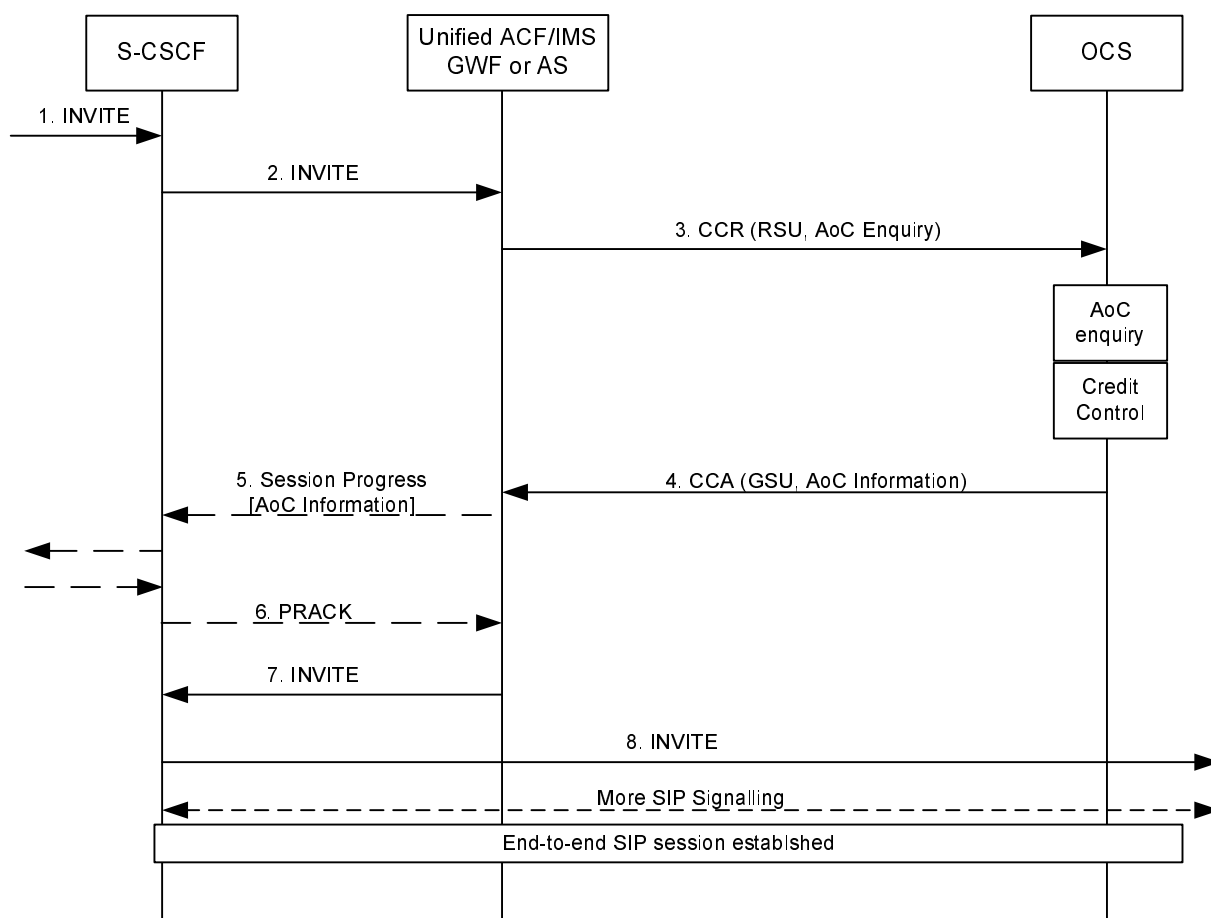 S-CSCF
Unified ACF/IMS
GWF or AS
OCS
1. INVITE
2. INVITE
3. CCR (RSU, AoC Enquiry)
AoC
enquiry
Credit
Control
4. CCA (GSU, AoC Information)
5. Session Progress
[AoC Information]
6. PRACK
7. INVITE
8. INVITE
More SIP Signalling
End-to-end SIP session establshed